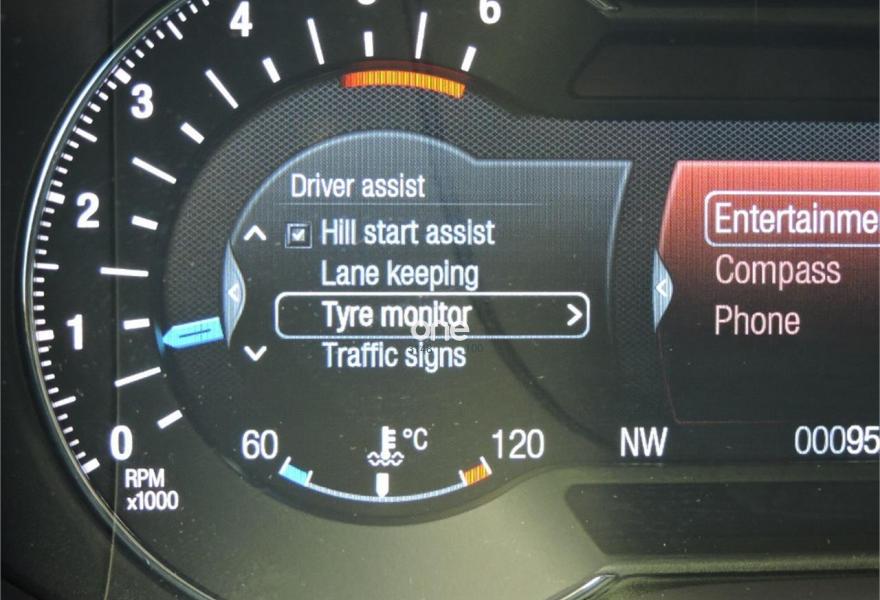 4
6
3
2
1
0
RPM
x1000
Driver assist
Hill start assist
Lane keeping
Tyre monitor
Traffic signs
60
°C
120
Entertainme
Compass
Phone
NW
00095
one